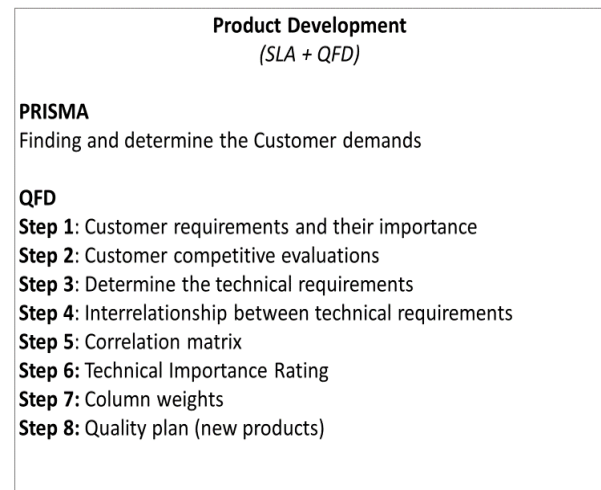 Product Development
(SLA + QFD)
PRISMA
Finding and determine the Customer demands
QFD
Step 1: Customer requirements and their importance
Step 2: Customer competitive evaluations
Step 3: Determine the technical requirements
Step 4: Interrelationship between technical requirements
Step 5: Correlation matrix
Step 6: Technical Importance Rating
Step 7: Column weights
Step 8: Quality plan (new products)